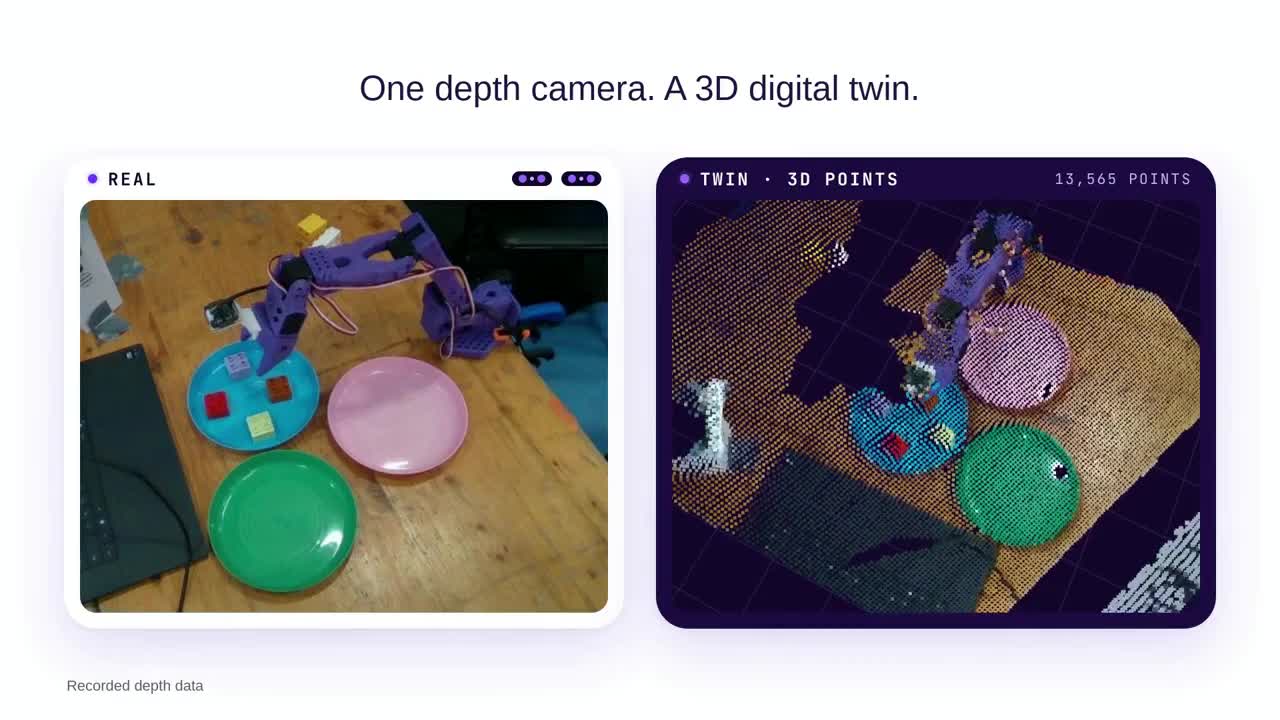 One depth camera. A 3D digital twin.
REAL
TWIN · 3D POINTS
13,565 POINTS
Recorded depth data